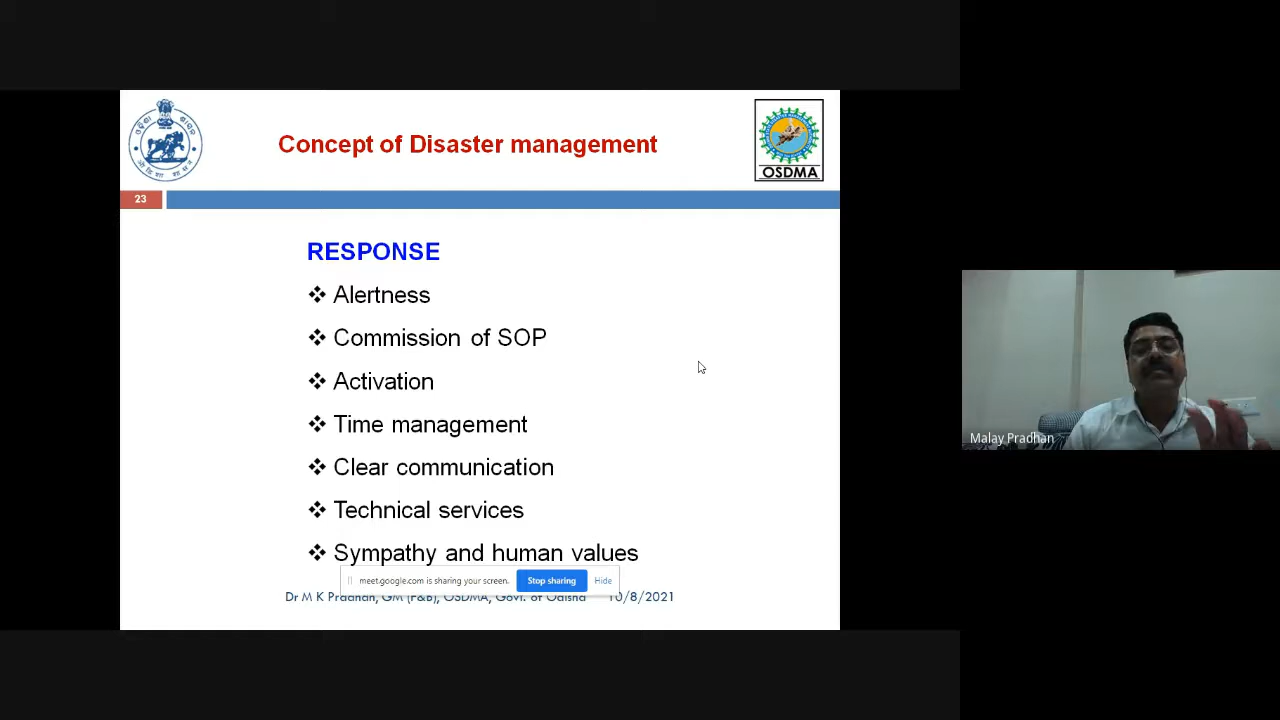 Concept of Disaster management
OSDMA
23
RESPONSE
❖ Alertness
❖ Commission of SOP
❖ Activation
❖ Time management
❖ Clear communication
❖ Technical services
❖ Sympathy and human values
meet.google.com is sharing your screen.
Stop sharing
Hide
Dr M K Pradhan, GM (F&B), OSDMA, Govt. of Odisha 10/8/2021
Malay Pradhan